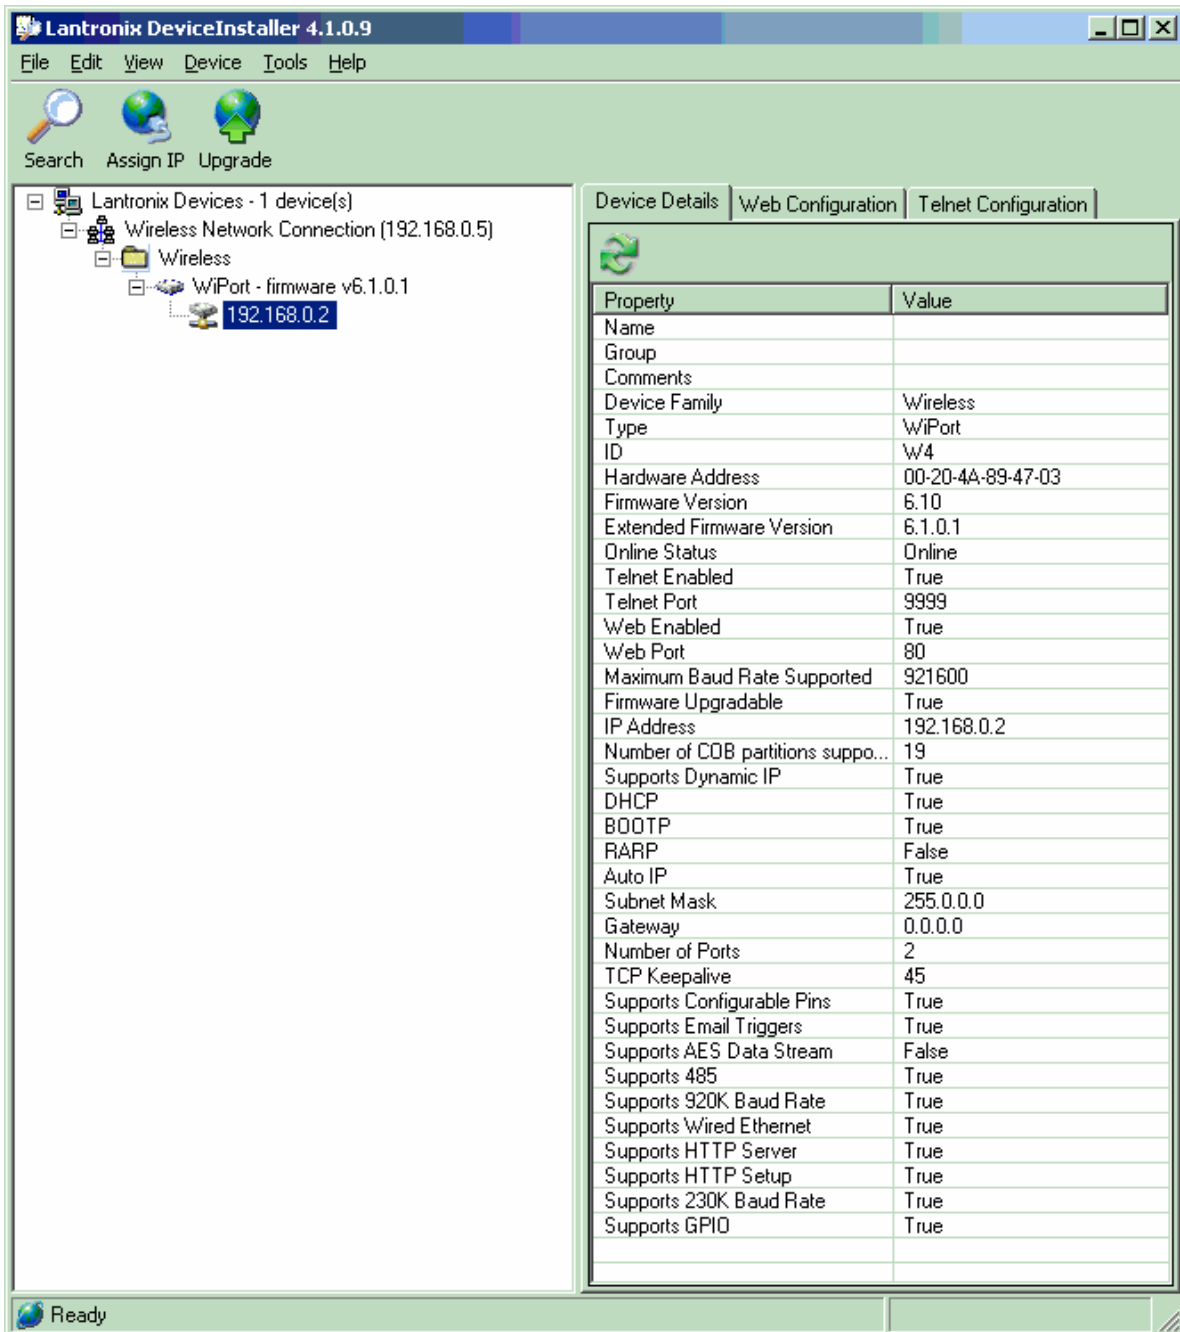 Lantronix DeviceInstaller 4.1.0.9
File Edit View Device Tools Help
Search Assign IP Upgrade
Lantronix Devices - 1 device(s)
Wireless Network Connection (192.168.0.5)
Wireless
WiPort - firmware v6.1.0.1
192.168.0.2
Device Details Web Configuration Telnet Configuration
Property Value
Name
Group
Comments
Device Family Wireless
Type WiPort
ID W4
Hardware Address 00-20-4A-89-47-03
Firmware Version 6.10
Extended Firmware Version 6.1.0.1
Online Status Online
Telnet Enabled True
Telnet Port 9999
Web Enabled True
Web Port 80
Maximum Baud Rate Supported 921600
Firmware Upgradable True
IP Address 192.168.0.2
Number of COB partitions suppo... 19
Supports Dynamic IP True
DHCP True
BOOTP True
RARP False
Auto IP True
Subnet Mask 255.0.0.0
Gateway 0.0.0.0
Number of Ports 2
TCP Keepalive 45
Supports Configurable Pins True
Supports Email Triggers True
Supports AES Data Stream False
Supports 485 True
Supports 920K Baud Rate True
Supports Wired Ethernet True
Supports HTTP Server True
Supports HTTP Setup True
Supports 230K Baud Rate True
Supports GPIO True
Ready